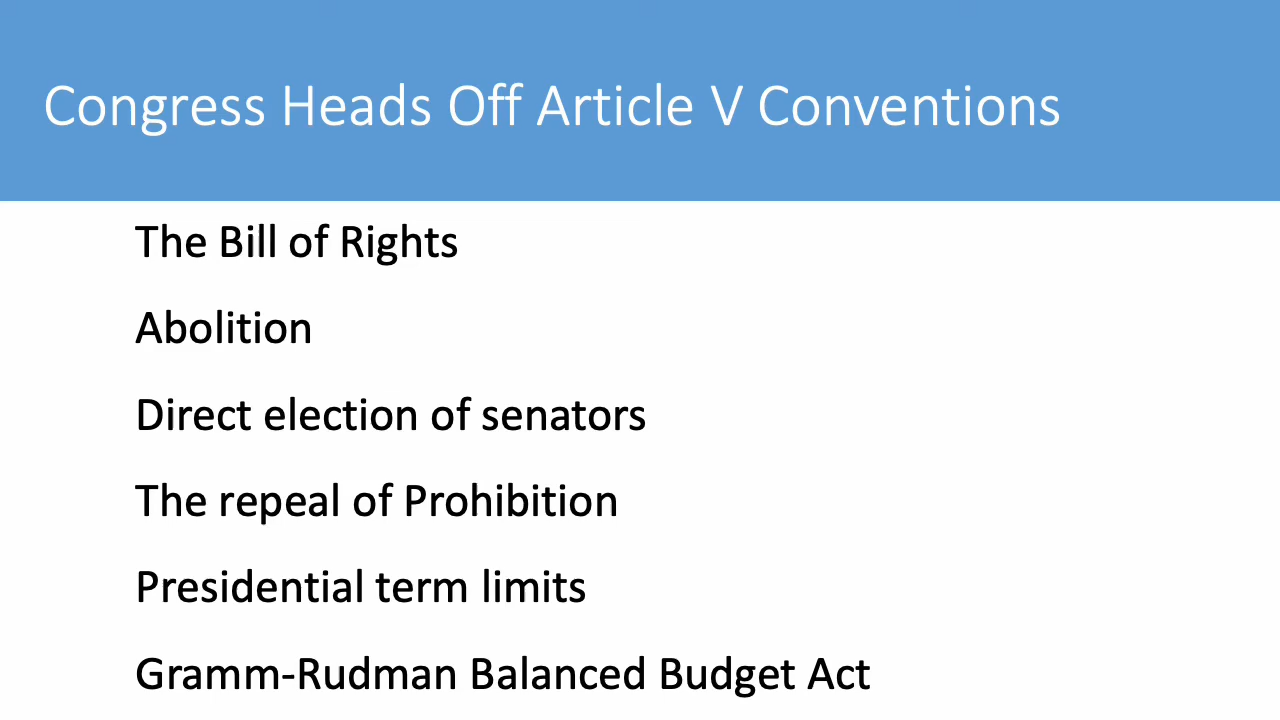 Congress Heads Off Article V Conventions
The Bill of Rights
Abolition
Direct election of senators
The repeal of Prohibition
Presidential term limits
Gramm-Rudman Balanced Budget Act